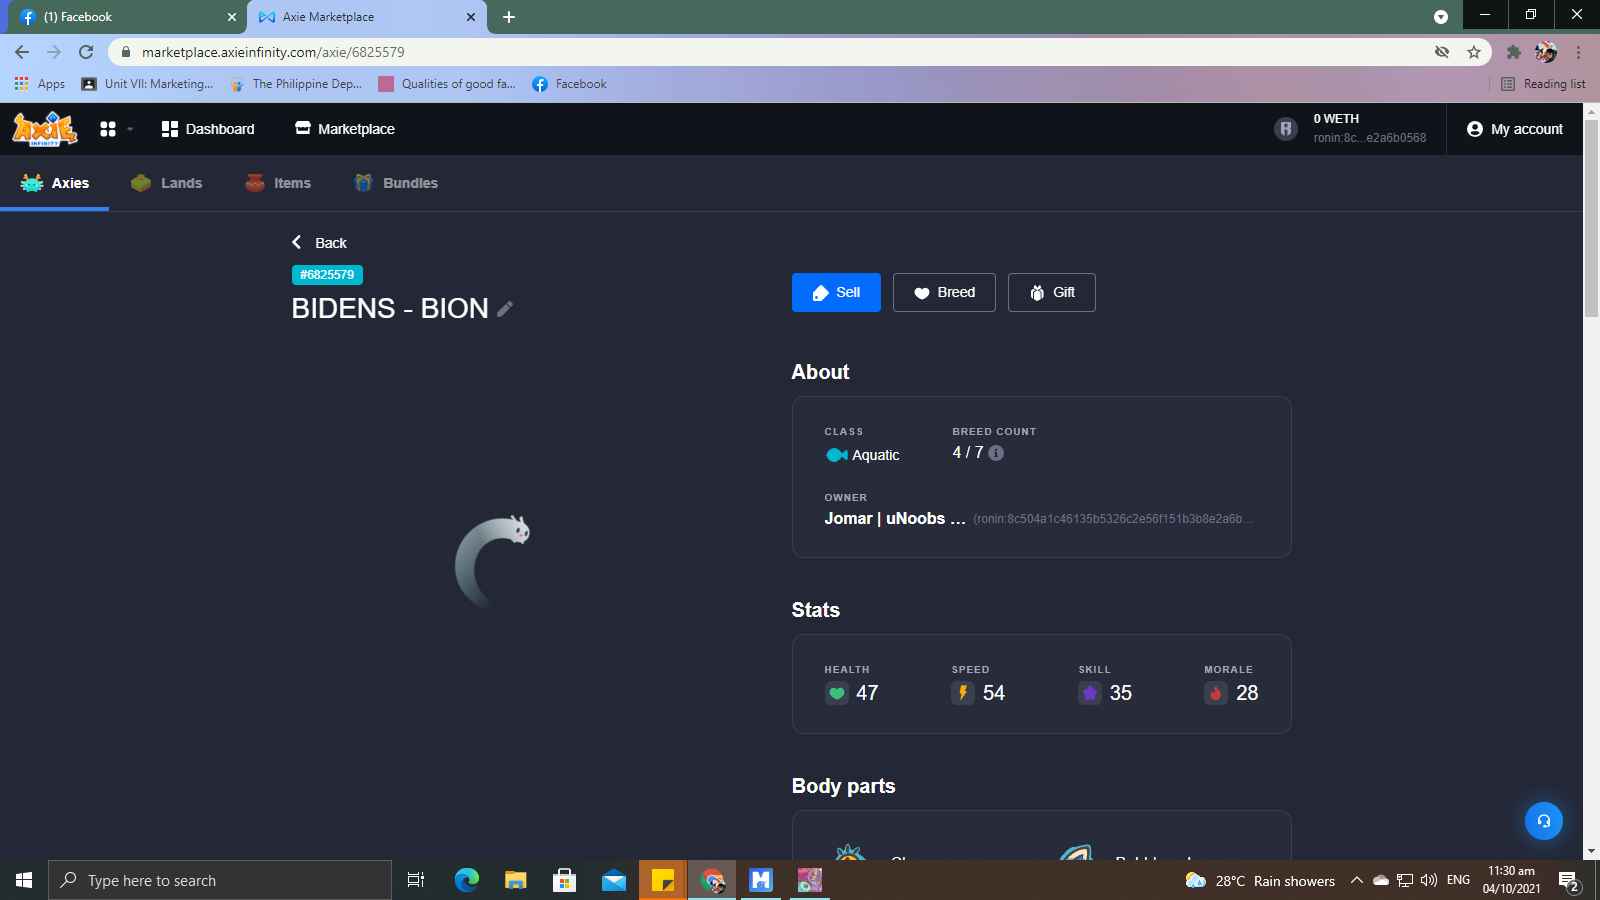 (1) Facebook
Axie Marketplace
marketplace.axieinfinity.com/axie/6825579
Apps
Unit VII: Marketing...
The Philippine Dep...
Qualities of good fa...
Facebook
Reading list
AXIE
INFINITY
Dashboard
Marketplace
0 WETH
ronin:8c...e2a6b0568
My account
Axies
Lands
Items
Bundles
Back
#6825579
BIDENS - BION
Sell
Breed
Gift
About
CLASS
BREED COUNT
Aquatic
4 / 7
OWNER
Jomar | uNoobs ... (ronin:8c504a1c46135b5326c2e56f151b3b8e2a6b...
Stats
HEALTH
SPEED
SKILL
MORALE
47
54
35
28
Body parts
Type here to search
28°C Rain showers
ENG
11:30 am
04/10/2021
2